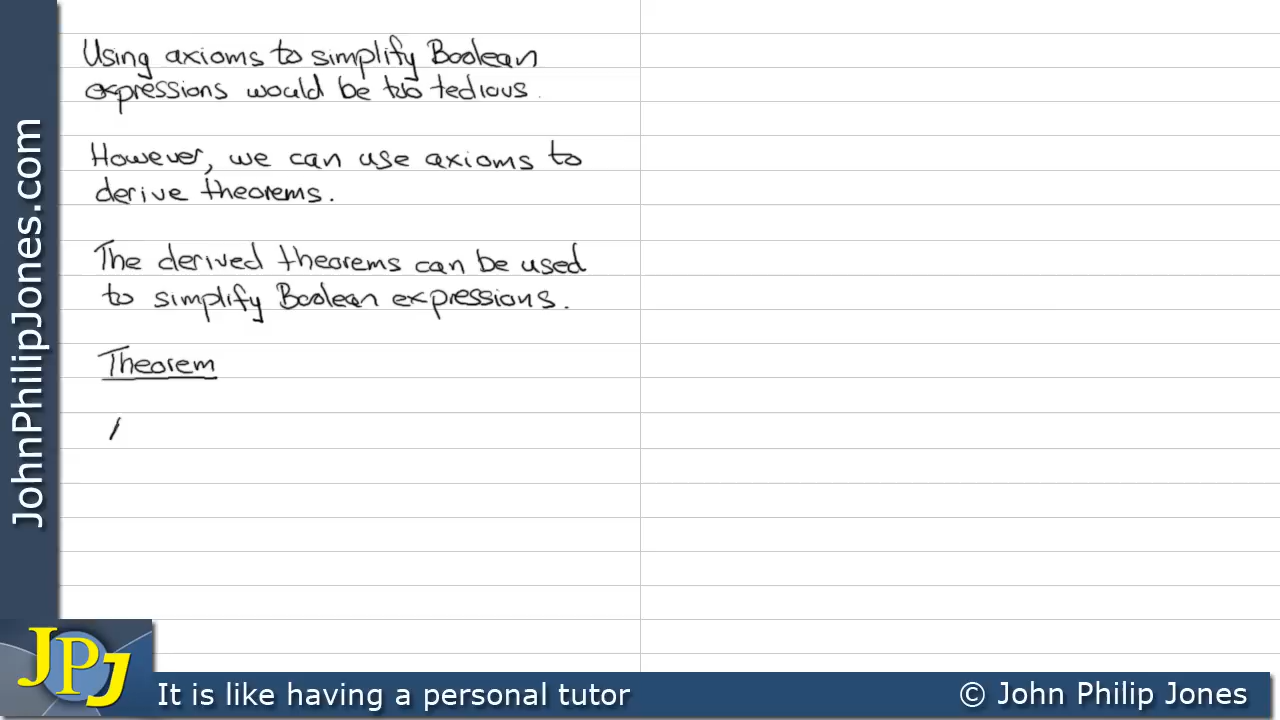 Using axioms to simplify Boolean
expressions would be too tedious.
However, we can use axioms to
derive theorems.
The derived theorems can be used
to simplify Boolean expressions.
Theorem
JohnPhilipJones.com
JPJ
It is like having a personal tutor
© John Philip Jones